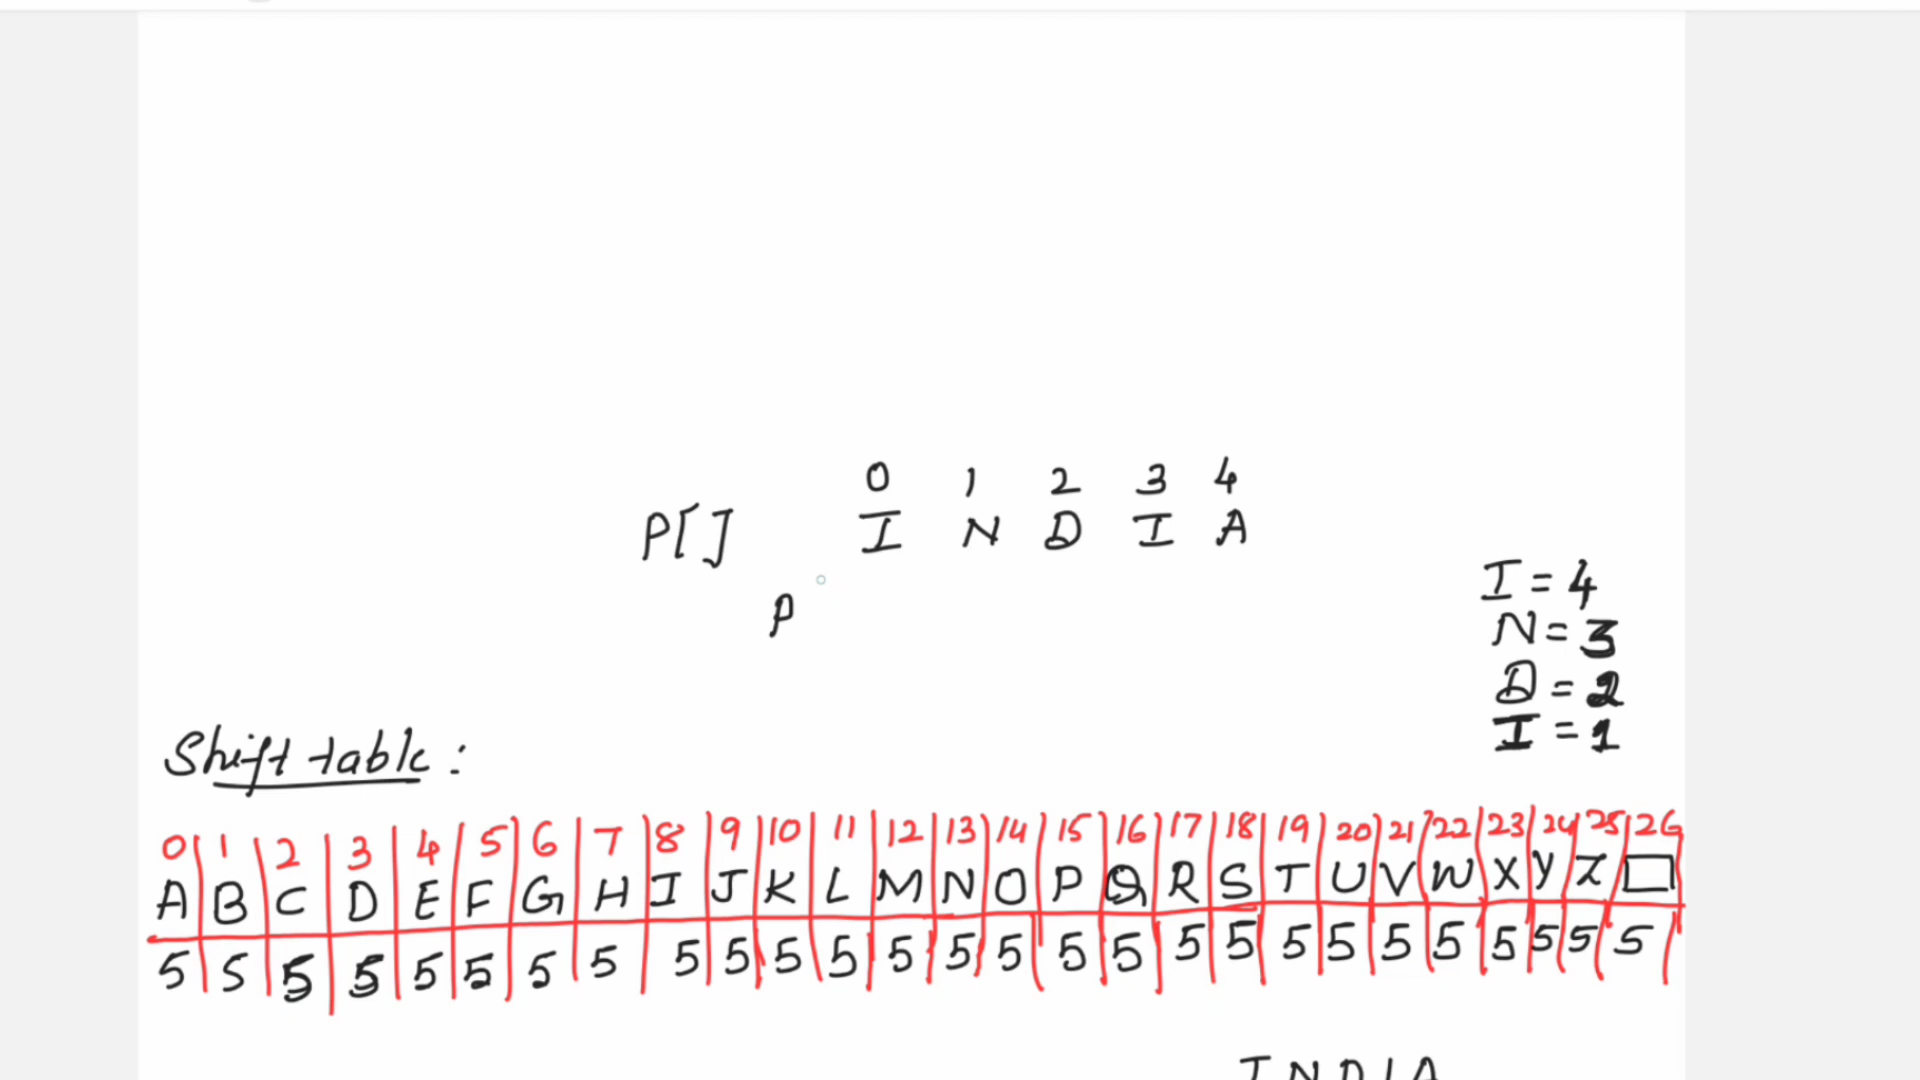 0 1 2 3 4
P[] I N D I A
P
I = 4
N = 3
D = 2
I = 1
Shift table :
0 1 2 3 4 5 6 7 8 9 10 11 12 13 14 15 16 17 18 19 20 21 22 23 24 25 26
A B C D E F G H I J K L M N O P Q R S T U V W X Y Z □
5 5 5 5 5 5 5 5 5 5 5 5 5 5 5 5 5 5 5 5 5 5 5 5 5 5 5
I N D I A